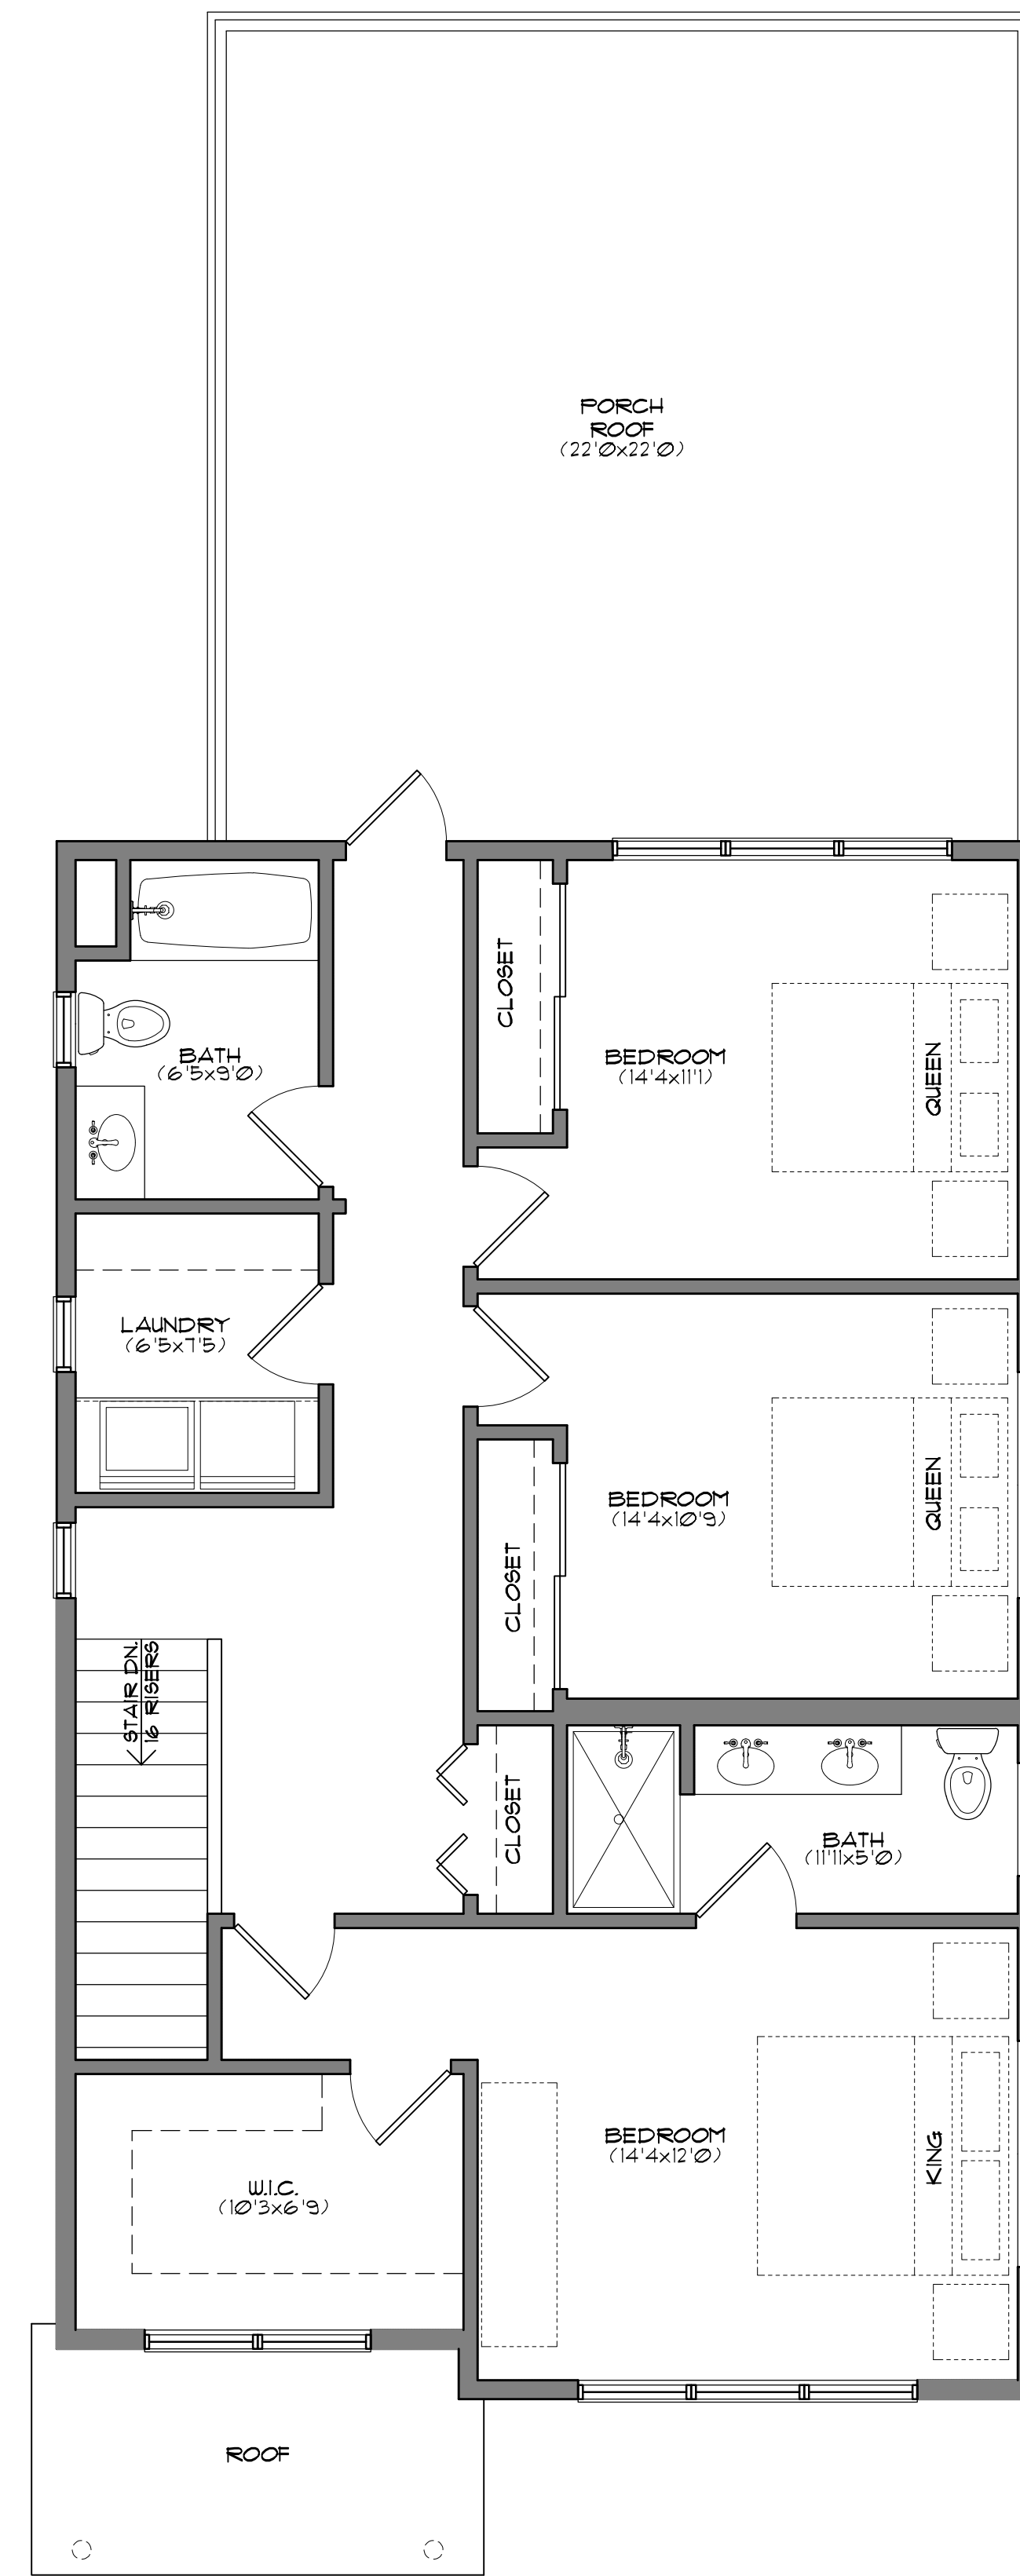 PORCH
ROOF
(22'0x22'0)
CLOSET
BEDROOM
(14'4x11'1)
QUEEN
BATH
(6'5x9'0)
LAUNDRY
(6'5x7'5)
BEDROOM
(14'4x10'9)
QUEEN
CLOSET
STAIR DN.
16 RISERS
CLOSET
BATH
(11'11x5'0)
BEDROOM
(14'4x12'0)
KING
W.I.C.
(10'3x6'9)
ROOF